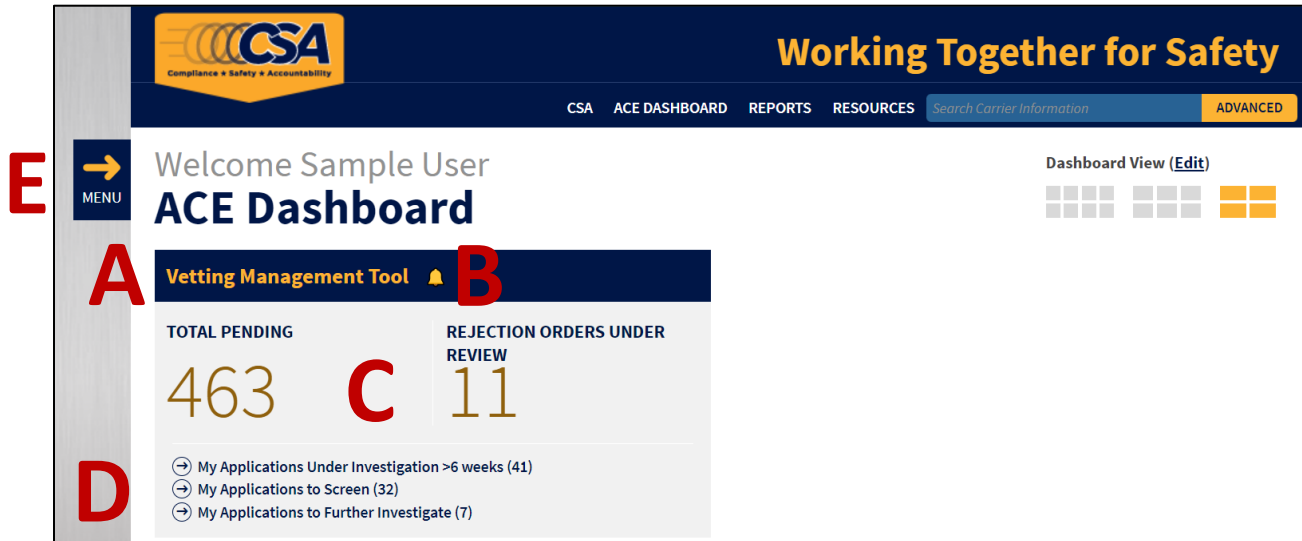 CSA
Compliance ★ Safety ★ Accountability
Working Together for Safety
CSA ACE DASHBOARD REPORTS RESOURCES Search Carrier Information ADVANCED
E
MENU
Welcome Sample User
ACE Dashboard
Dashboard View (Edit)
A
Vetting Management Tool
B
TOTAL PENDING
463
C
REJECTION ORDERS UNDER
REVIEW
11
D
My Applications Under Investigation >6 weeks (41)
My Applications to Screen (32)
My Applications to Further Investigate (7)